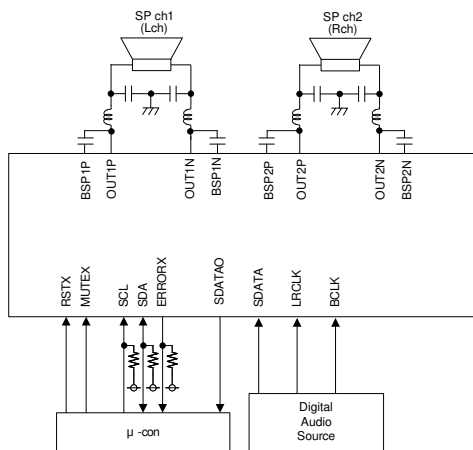 SP ch1
(Lch)
SP ch2
(Rch)
BSP1P
OUT1P
OUT1N
BSP1N
BSP2P
OUT2P
OUT2N
BSP2N
RSTX
MUTEX
SCL
SDA
ERRORX
SDATAO
SDATA
LRCLK
BCLK
μ -con
Digital
Audio
Source